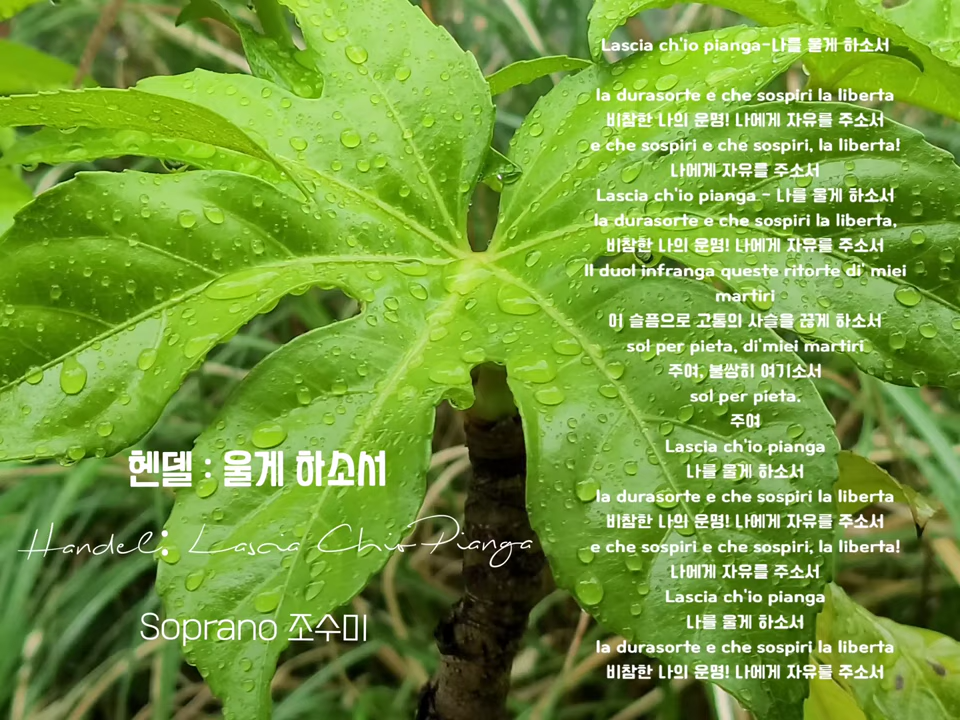 Lascia ch'io pianga-나를 울게 하소서
la durasorte e che sospiri la liberta
비참한 나의 운명! 나에게 자유를 주소서
e che sospiri e che sospiri, la liberta!
나에게 자유를 주소서
Lascia ch'io pianga - 나를 울게 하소서
la durasorte e che sospiri la liberta,
비참한 나의 운명! 나에게 자유를 주소서
Il duol infranga queste ritorte di' miei
martiri
이 슬픔으로 고통의 사슬을 끊게 하소서
sol per pieta, di'miei martiri
주여, 불쌍히 여기소서
sol per pieta.
주여
Lascia ch'io pianga
나를 울게 하소서
la durasorte e che sospiri la liberta
비참한 나의 운명! 나에게 자유를 주소서
e che sospiri e che sospiri, la liberta!
나에게 자유를 주소서
Lascia ch'io pianga
나를 울게 하소서
la durasorte e che sospiri la liberta
비참한 나의 운명! 나에게 자유를 주소서
헨델 : 울게 하소서
Handel: Lascia Ch'io Pianga
Soprano 조수미